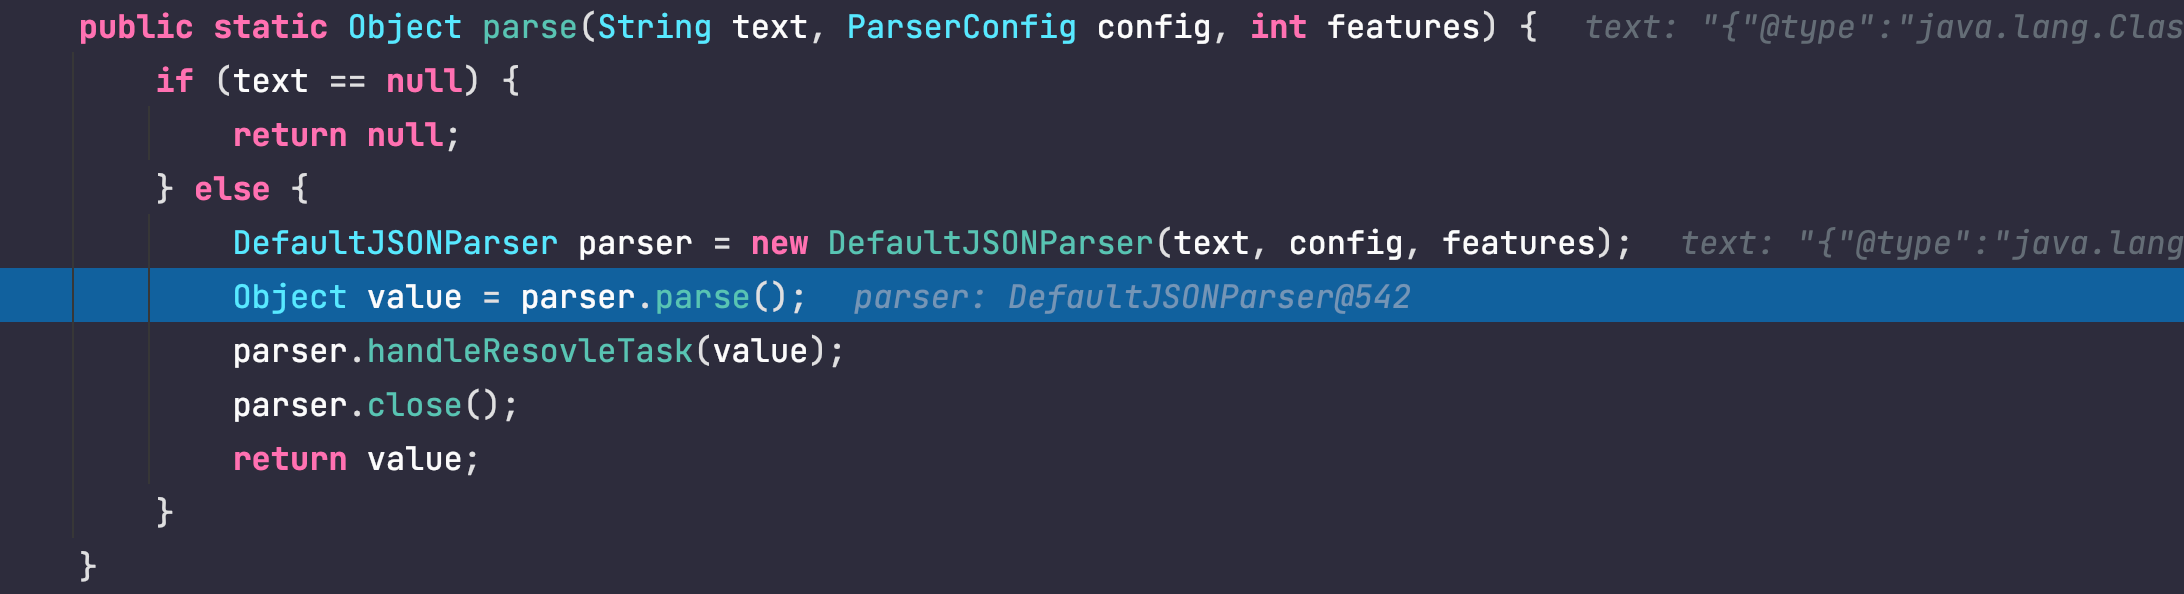 public static Object parse(String text, ParserConfig config, int features) {   text: "{"@type":"java.lang.Clas
if (text == null) {
return null;
} else {
DefaultJSONParser parser = new DefaultJSONParser(text, config, features);   text: "{"@type":"java.lang
Object value = parser.parse();   parser: DefaultJSONParser@542
parser.handleResovleTask(value);
parser.close();
return value;
}
}